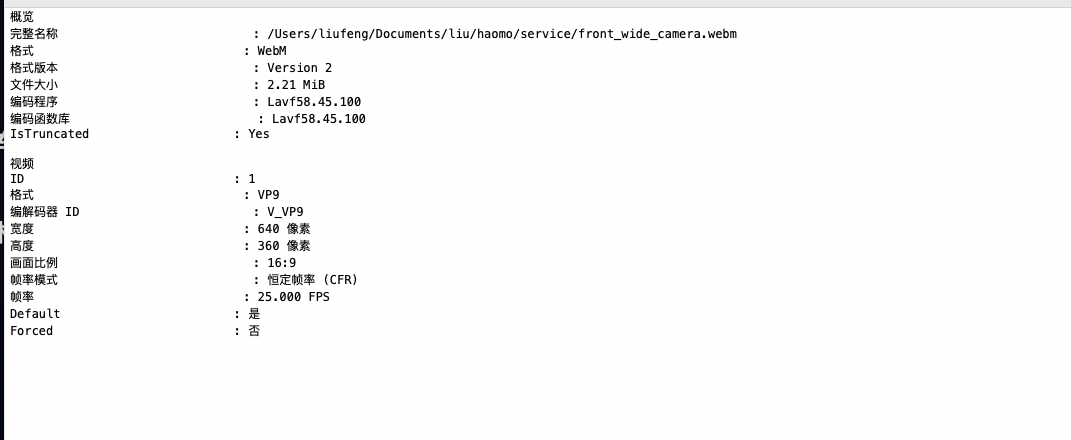 概览
完整名称 : /Users/liufeng/Documents/liu/haomo/service/front_wide_camera.webm
格式 : WebM
格式版本 : Version 2
文件大小 : 2.21 MiB
编码程序 : Lavf58.45.100
编码函数库 : Lavf58.45.100
IsTruncated : Yes
视频
ID : 1
格式 : VP9
编解码器 ID : V_VP9
宽度 : 640 像素
高度 : 360 像素
画面比例 : 16:9
帧率模式 : 恒定帧率 (CFR)
帧率 : 25.000 FPS
Default : 是
Forced : 否